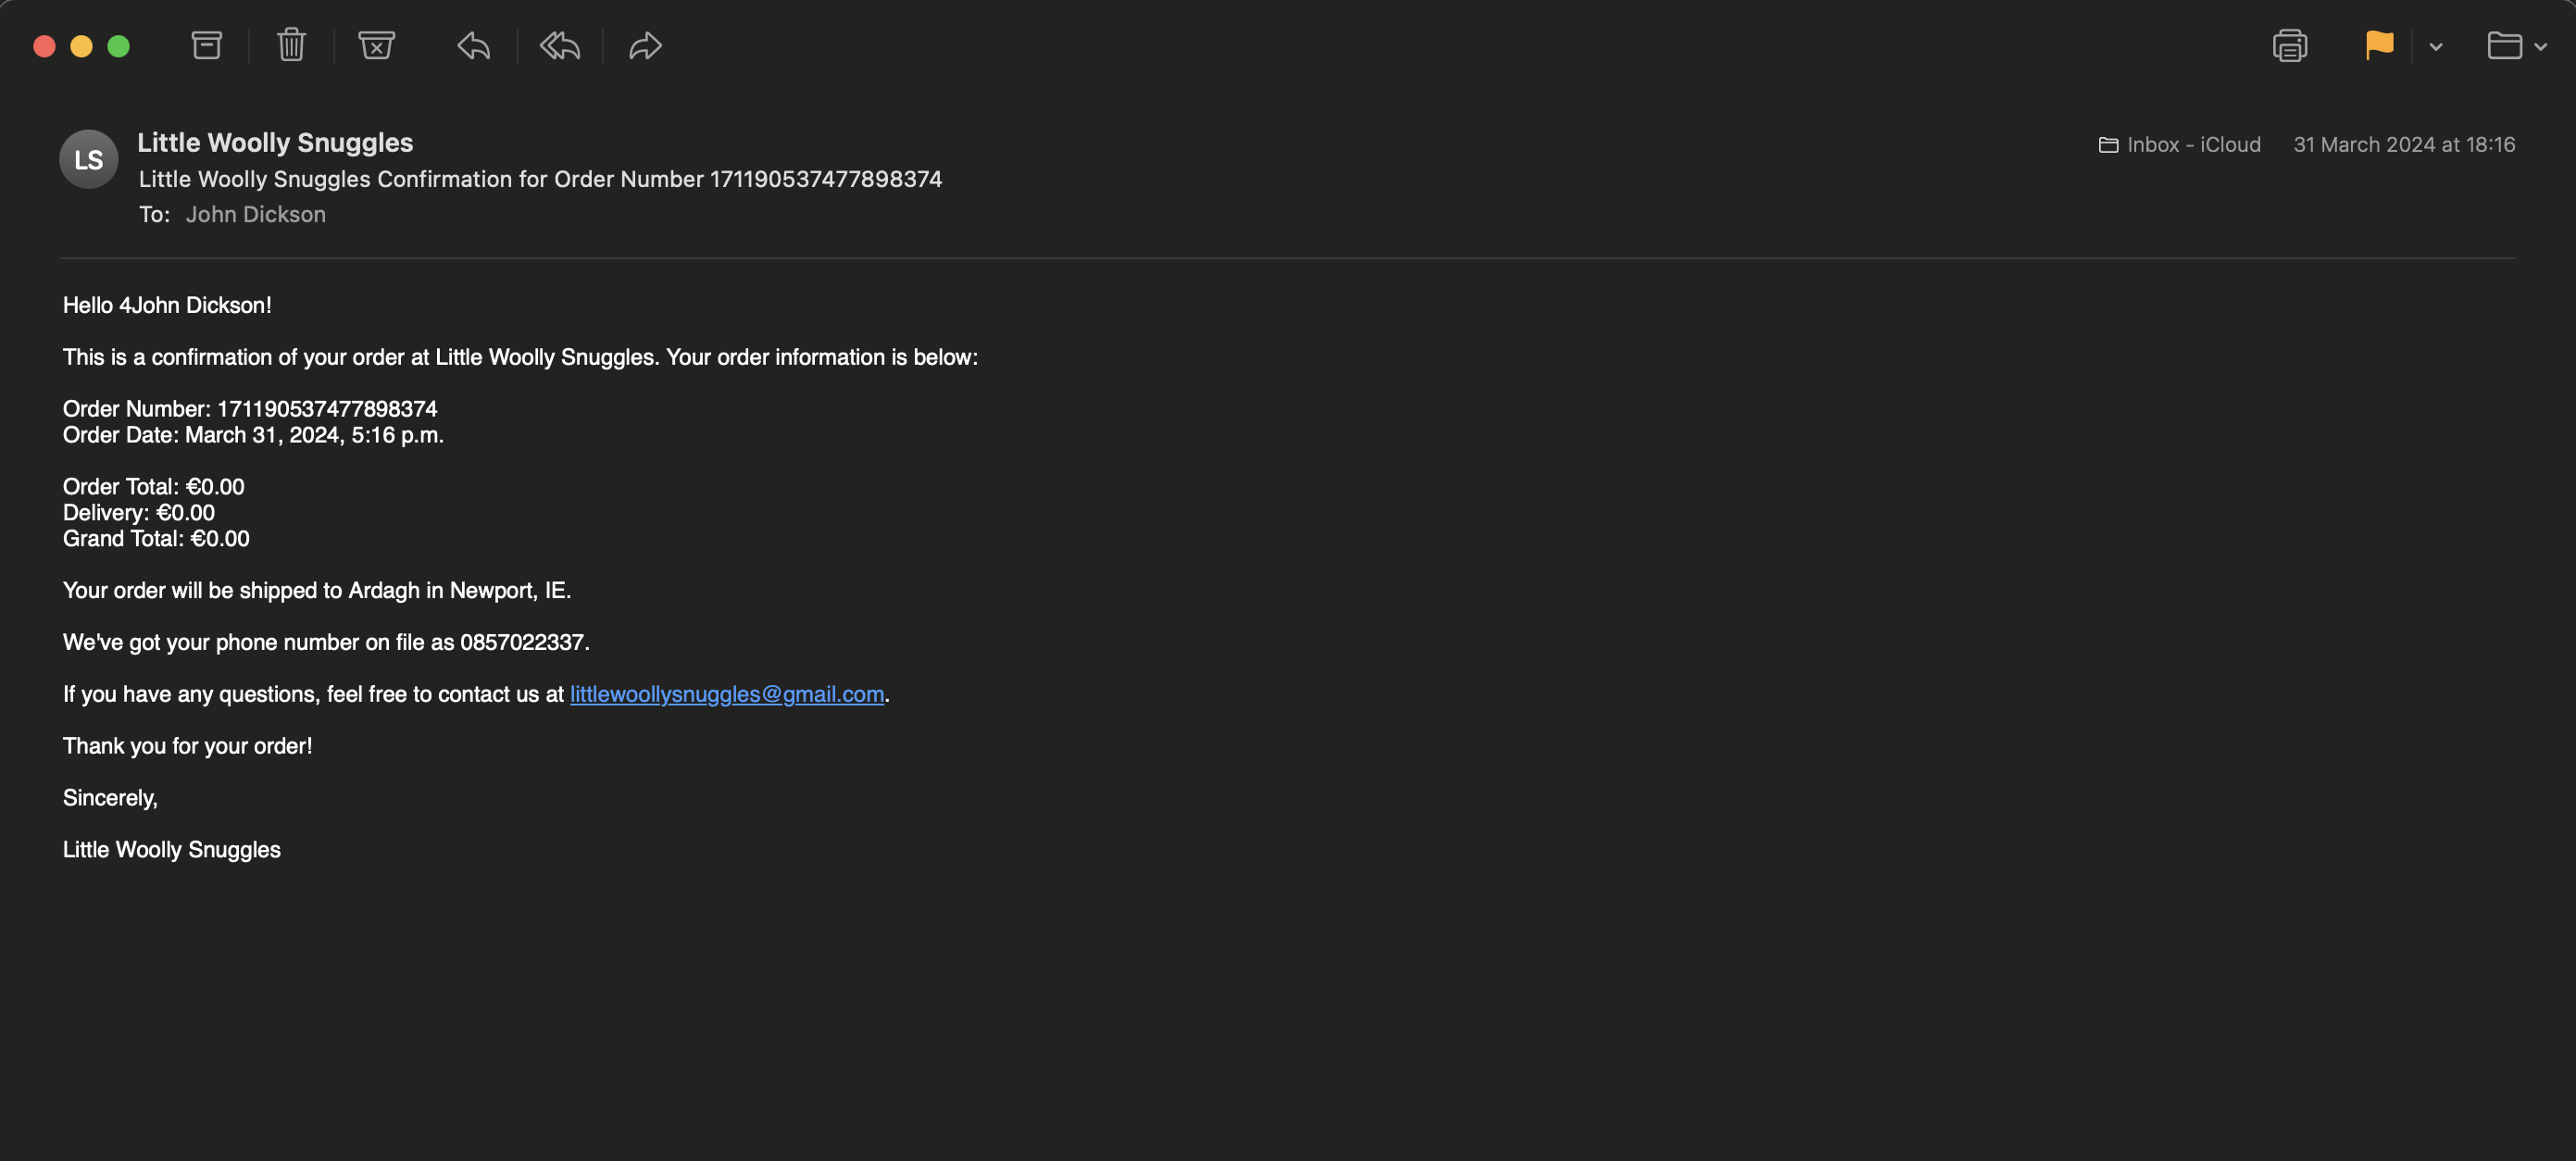 LS
Little Woolly Snuggles
Inbox - iCloud 31 March 2024 at 18:16
Little Woolly Snuggles Confirmation for Order Number 171190537477898374
To: John Dickson
Hello 4John Dickson!
This is a confirmation of your order at Little Woolly Snuggles. Your order information is below:
Order Number: 171190537477898374
Order Date: March 31, 2024, 5:16 p.m.
Order Total: €0.00
Delivery: €0.00
Grand Total: €0.00
Your order will be shipped to Ardagh in Newport, IE.
We've got your phone number on file as 0857022337.
If you have any questions, feel free to contact us at littlewoollysnuggles@gmail.com.
Thank you for your order!
Sincerely,
Little Woolly Snuggles